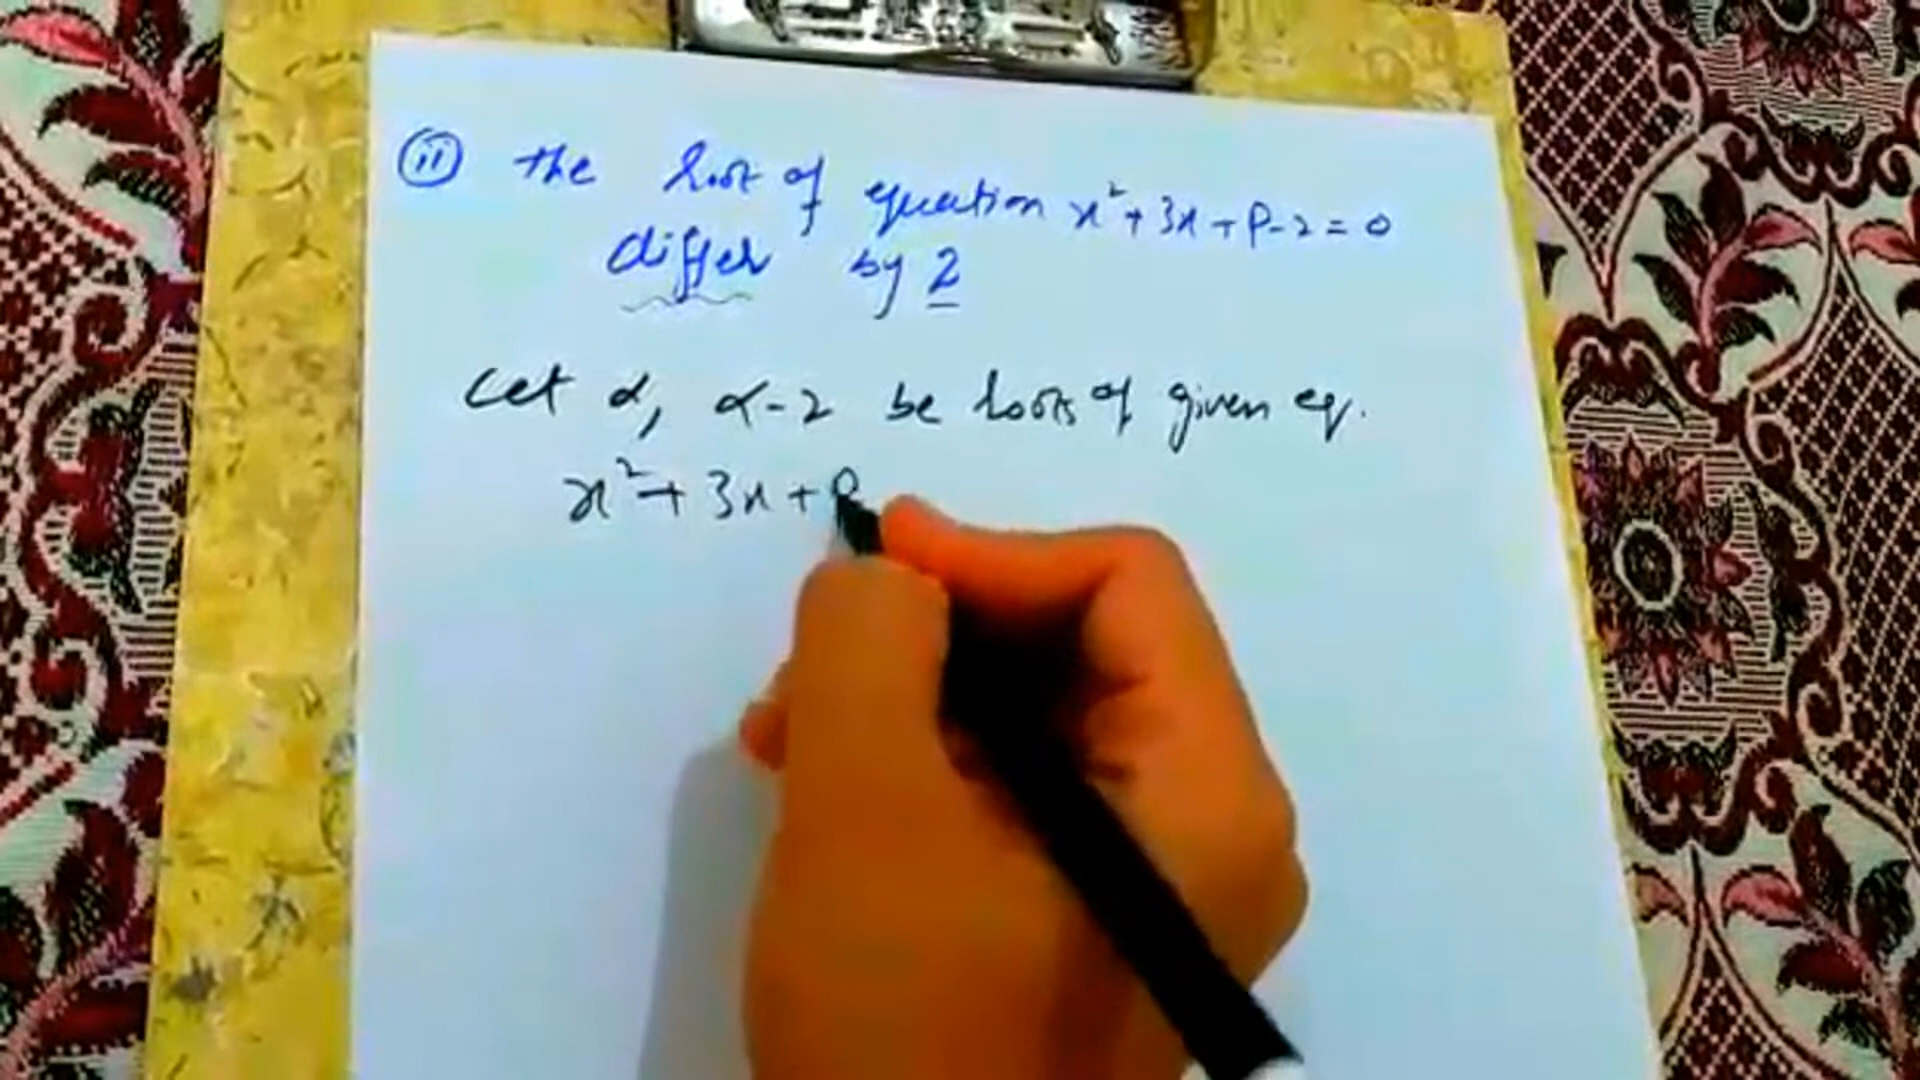 (ii) the Root of equation x²+3x+P-2=0
differ by 2
Let α, α-2 be Roots of given eq.
x²+3x+P